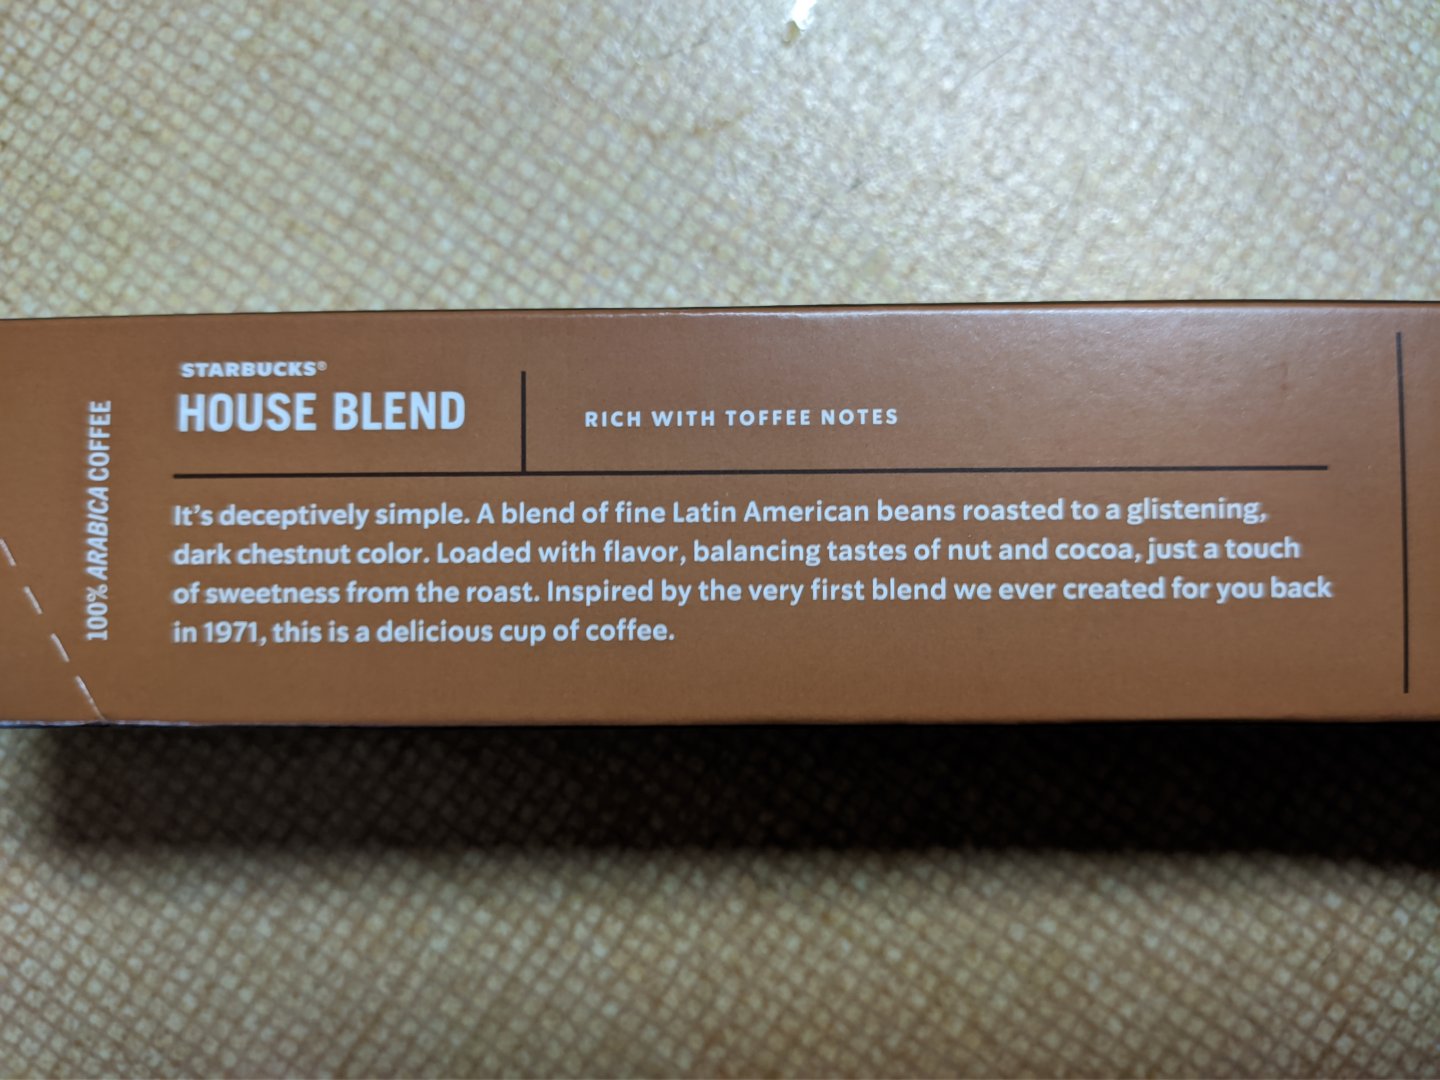 STARBUCKS®
HOUSE BLEND
RICH WITH TOFFEE NOTES
100% ARABICA COFFEE
It's deceptively simple. A blend of fine Latin American beans roasted to a glistening,
dark chestnut color. Loaded with flavor, balancing tastes of nut and cocoa, just a touch
of sweetness from the roast. Inspired by the very first blend we ever created for you back
in 1971, this is a delicious cup of coffee.